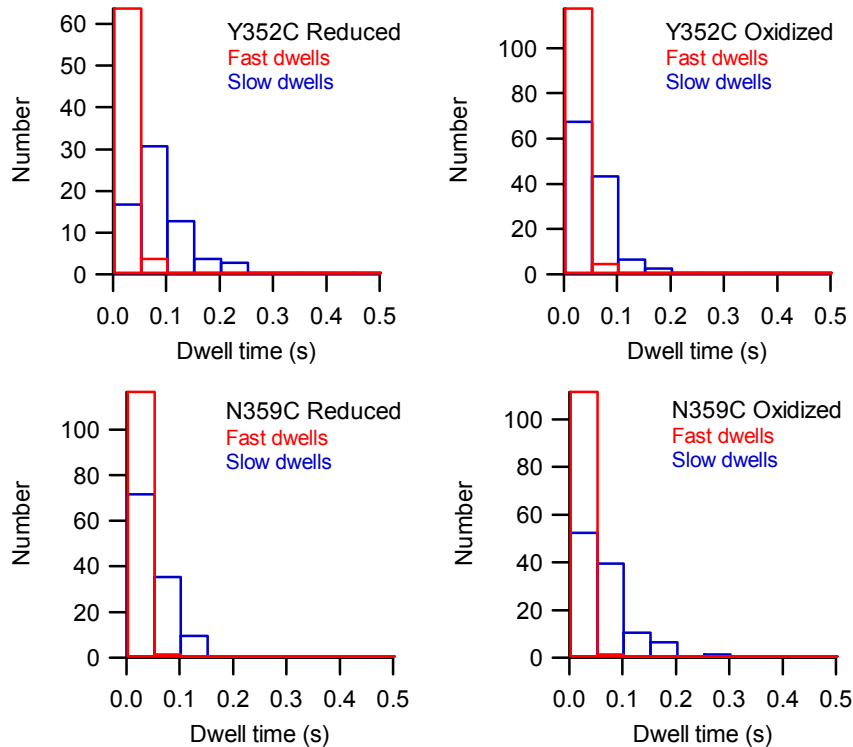 Y352C Reduced
Fast dwells
Slow dwells
Number
60
50
40
30
20
10
0
0.0 0.1 0.2 0.3 0.4 0.5
Dwell time (s)
Y352C Oxidized
Fast dwells
Slow dwells
Number
100
80
60
40
20
0
0.0 0.1 0.2 0.3 0.4 0.5
Dwell time (s)
N359C Reduced
Fast dwells
Slow dwells
Number
100
80
60
40
20
0
0.0 0.1 0.2 0.3 0.4 0.5
Dwell time (s)
N359C Oxidized
Fast dwells
Slow dwells
Number
100
80
60
40
20
0
0.0 0.1 0.2 0.3 0.4 0.5
Dwell time (s)